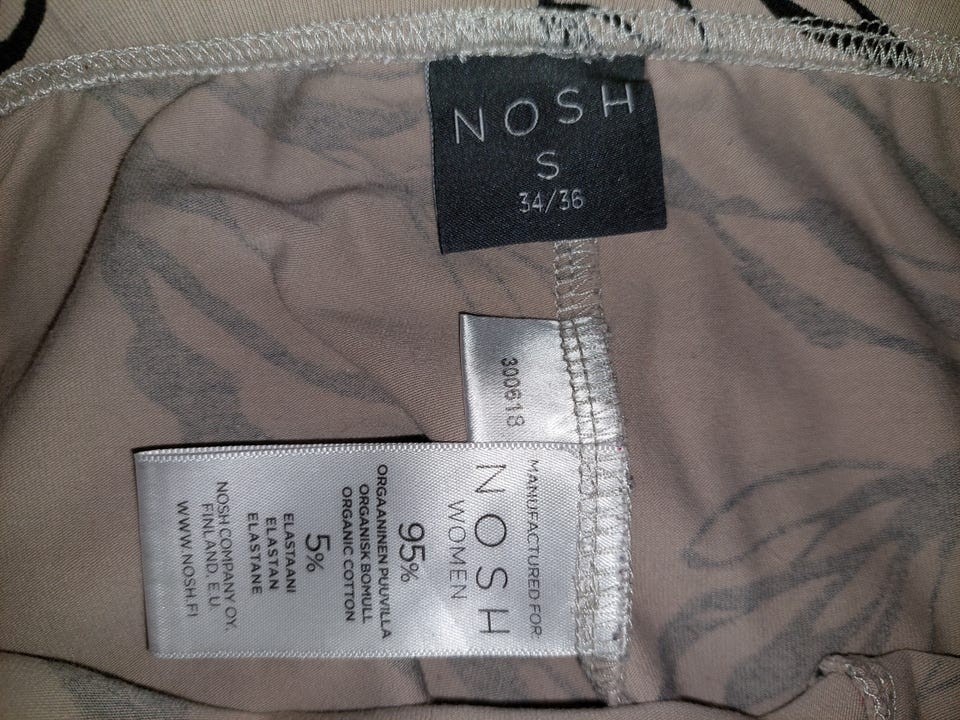 NOSH
S
34/36
300618
MANUFACTURED FOR:
NOSH
WOMEN
95%
ORGAANINEN PUUVILLA
ORGANISK BOMULL
ORGANIC COTTON
5%
ELASTAANI
ELASTAN
ELASTANE
NOSH COMPANY OY,
FINLAND, E.U.
WWW.NOSH.FI